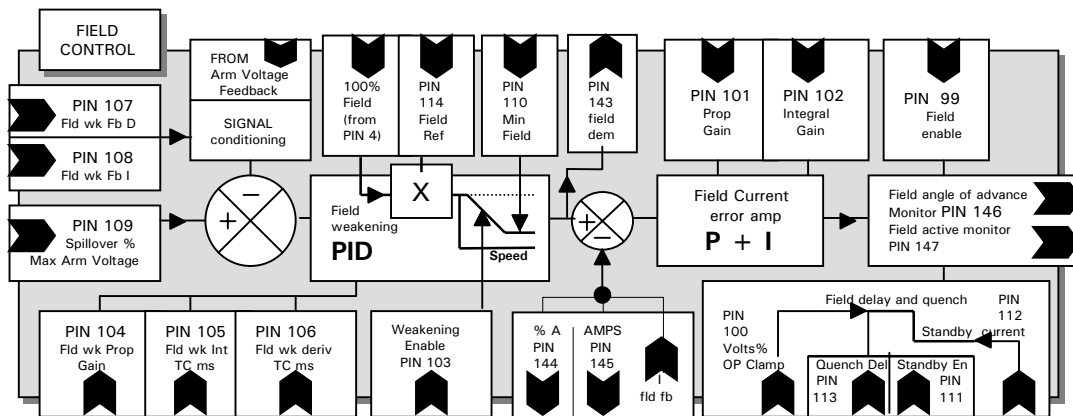 FIELD
CONTROL
FROM
Arm Voltage
Feedback
SIGNAL
conditioning
100%
Field
(from
PIN 4)
PIN
114
Field
Ref
PIN
110
Min
Field
PIN
143
field
dem
PIN 101
Prop
Gain
PIN 102
Integral
Gain
PIN 99
Field
enable
PIN 107
Fld wk Fb D
PIN 108
Fld wk Fb I
PIN 109
Spillover %
Max Arm Voltage
+
−
Field
weakening
PID
X
Speed
+
−
Field Current
error amp
P + I
Field angle of advance
Monitor PIN 146
Field active monitor
PIN 147
PIN 104
Fld wk Prop
Gain
PIN 105
Fld wk Int
TC ms
PIN 106
Fld wk deriv
TC ms
Weakening
Enable
PIN 103
% A
PIN
144
AMPS
PIN
145
I
fld fb
Field delay and quench
PIN
100
Volts%
OP Clamp
PIN
112
Standby current
Quench Del
PIN
113
Standby En
PIN
111